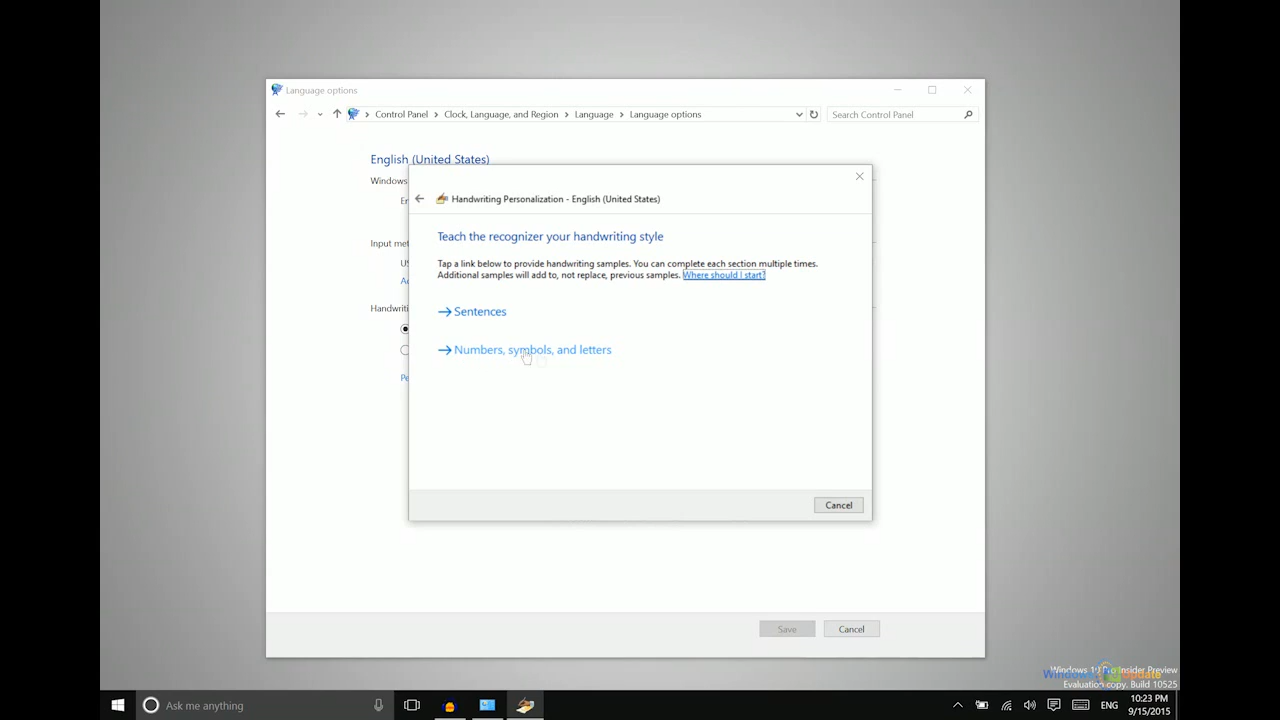 Language options
Control Panel > Clock, Language, and Region > Language > Language options
Search Control Panel
English (United States)
Windows
Input met
US
Ad
Handwriti
Pe
Handwriting Personalization - English (United States)
Teach the recognizer your handwriting style
Tap a link below to provide handwriting samples. You can complete each section multiple times.
Additional samples will add to, not replace, previous samples. Where should I start?
Sentences
Numbers, symbols, and letters
Cancel
Save
Cancel
Windows 10 Pro Insider Preview
Evaluation copy. Build 10525
Ask me anything
ENG
10:23 PM
9/15/2015